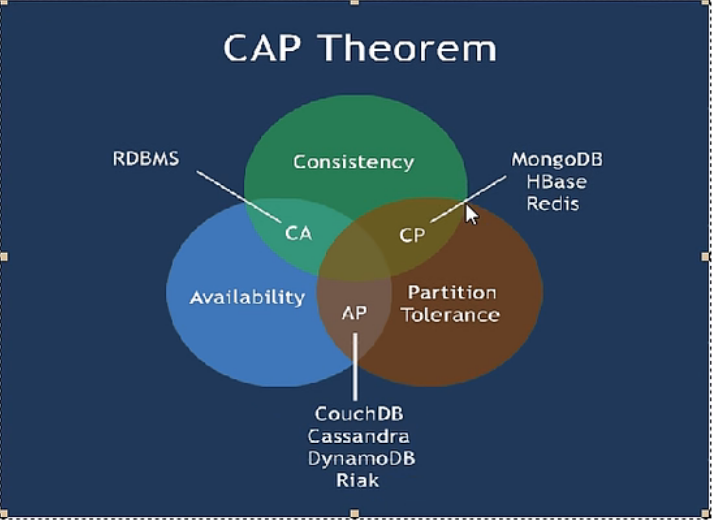 CAP Theorem
RDBMS
Consistency
MongoDB
HBase
Redis
CA
CP
Availability
Partition
Tolerance
AP
CouchDB
Cassandra
DynamoDB
Riak